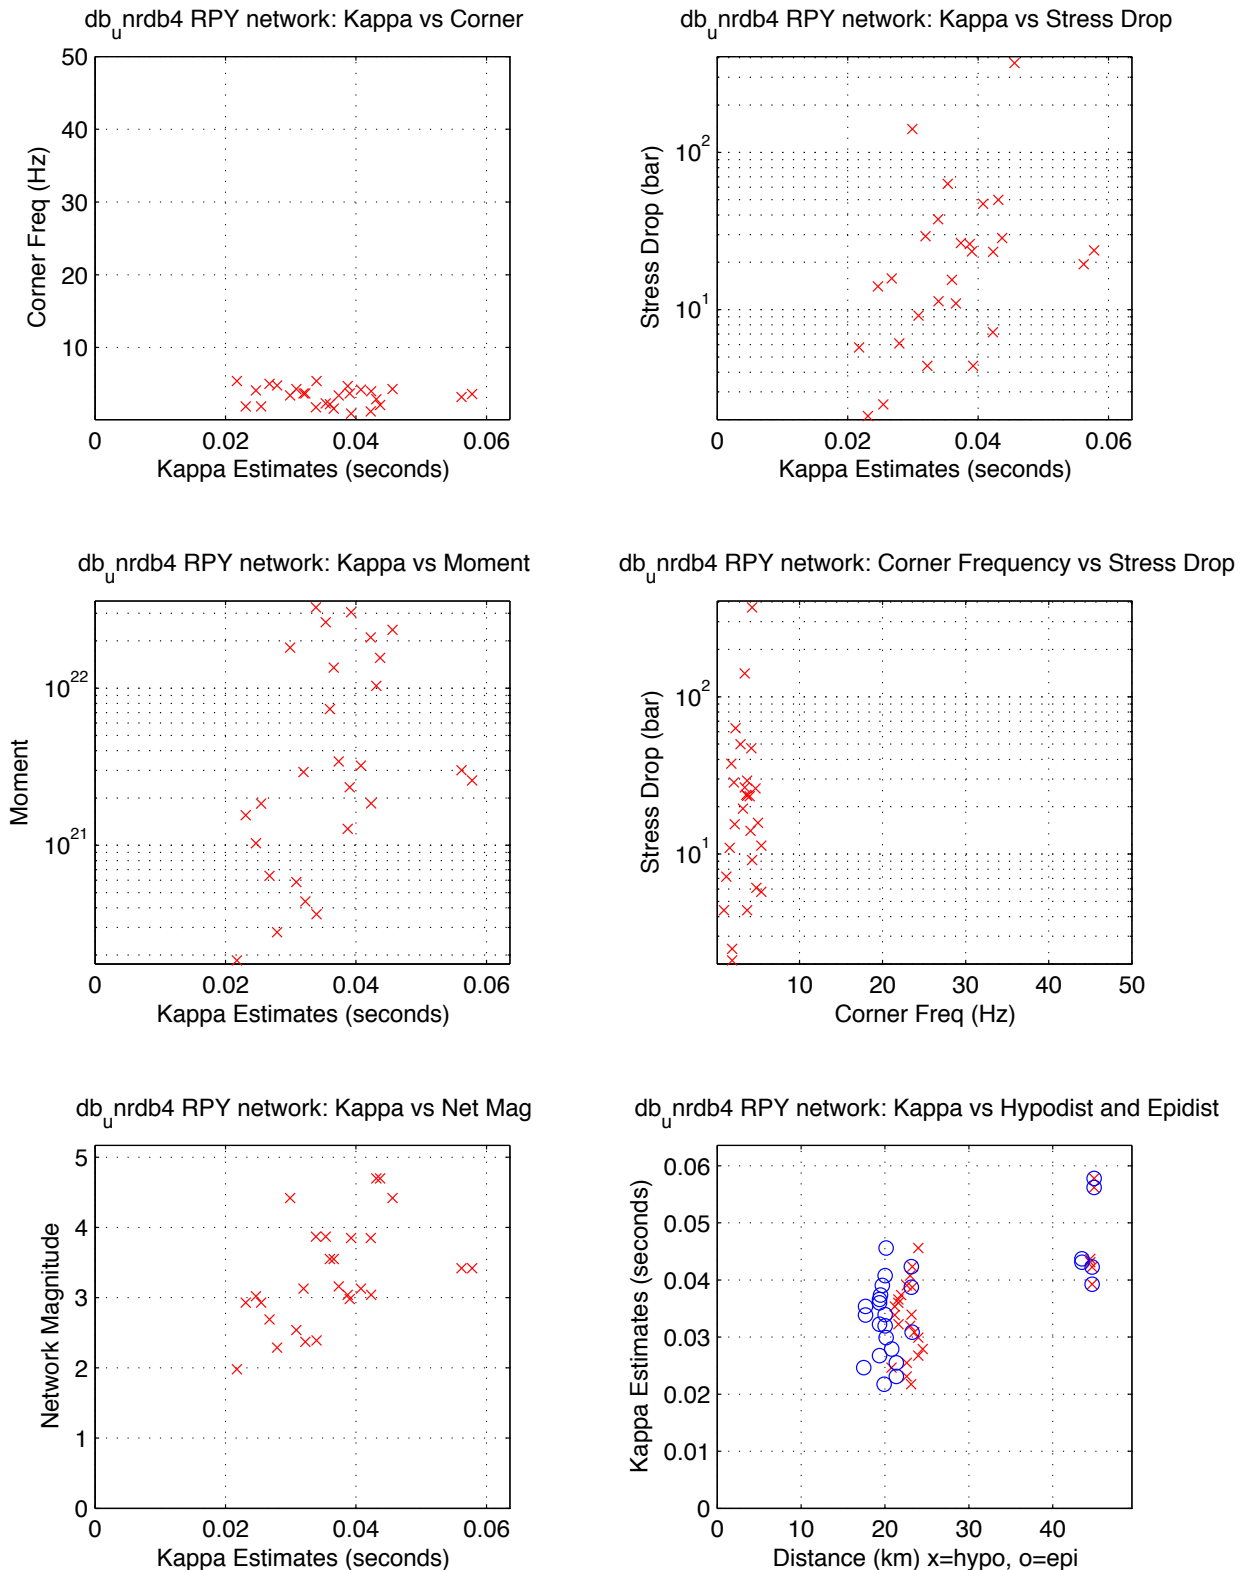 db_unrdb4 RPY network: Kappa vs Corner
50
40
30
20
10
Corner Freq (Hz)
0 0.02 0.04 0.06
Kappa Estimates (seconds)
db_unrdb4 RPY network: Kappa vs Stress Drop
10^2
10^1
Stress Drop (bar)
0 0.02 0.04 0.06
Kappa Estimates (seconds)
db_unrdb4 RPY network: Kappa vs Moment
10^22
10^21
Moment
0 0.02 0.04 0.06
Kappa Estimates (seconds)
db_unrdb4 RPY network: Corner Frequency vs Stress Drop
10^2
10^1
Stress Drop (bar)
10 20 30 40 50
Corner Freq (Hz)
db_unrdb4 RPY network: Kappa vs Net Mag
5
4
3
2
1
0
Network Magnitude
0 0.02 0.04 0.06
Kappa Estimates (seconds)
db_unrdb4 RPY network: Kappa vs Hypodist and Epidist
0.06
0.05
0.04
0.03
0.02
0.01
0
Kappa Estimates (seconds)
0 10 20 30 40
Distance (km) x=hypo, o=epi